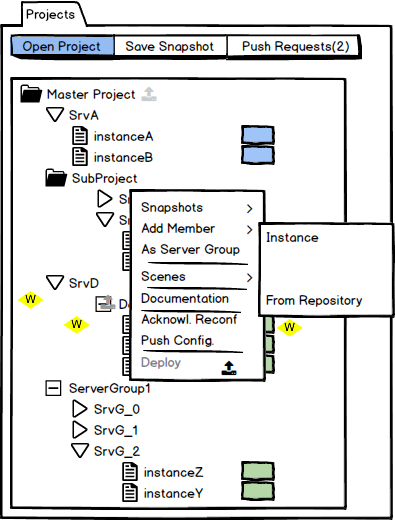 Projects
Open Project Save Snapshot Push Requests(2)
Master Project
SrvA
instanceA
instanceB
SubProject
Snapshots
Add Member
As Server Group
Instance
Scenes
SrvD
Documentation
From Repository
W
W
Acknowl. Reconf
W
Push Config.
Deploy
ServerGroup1
SrvG_0
SrvG_1
SrvG_2
instanceZ
instanceY